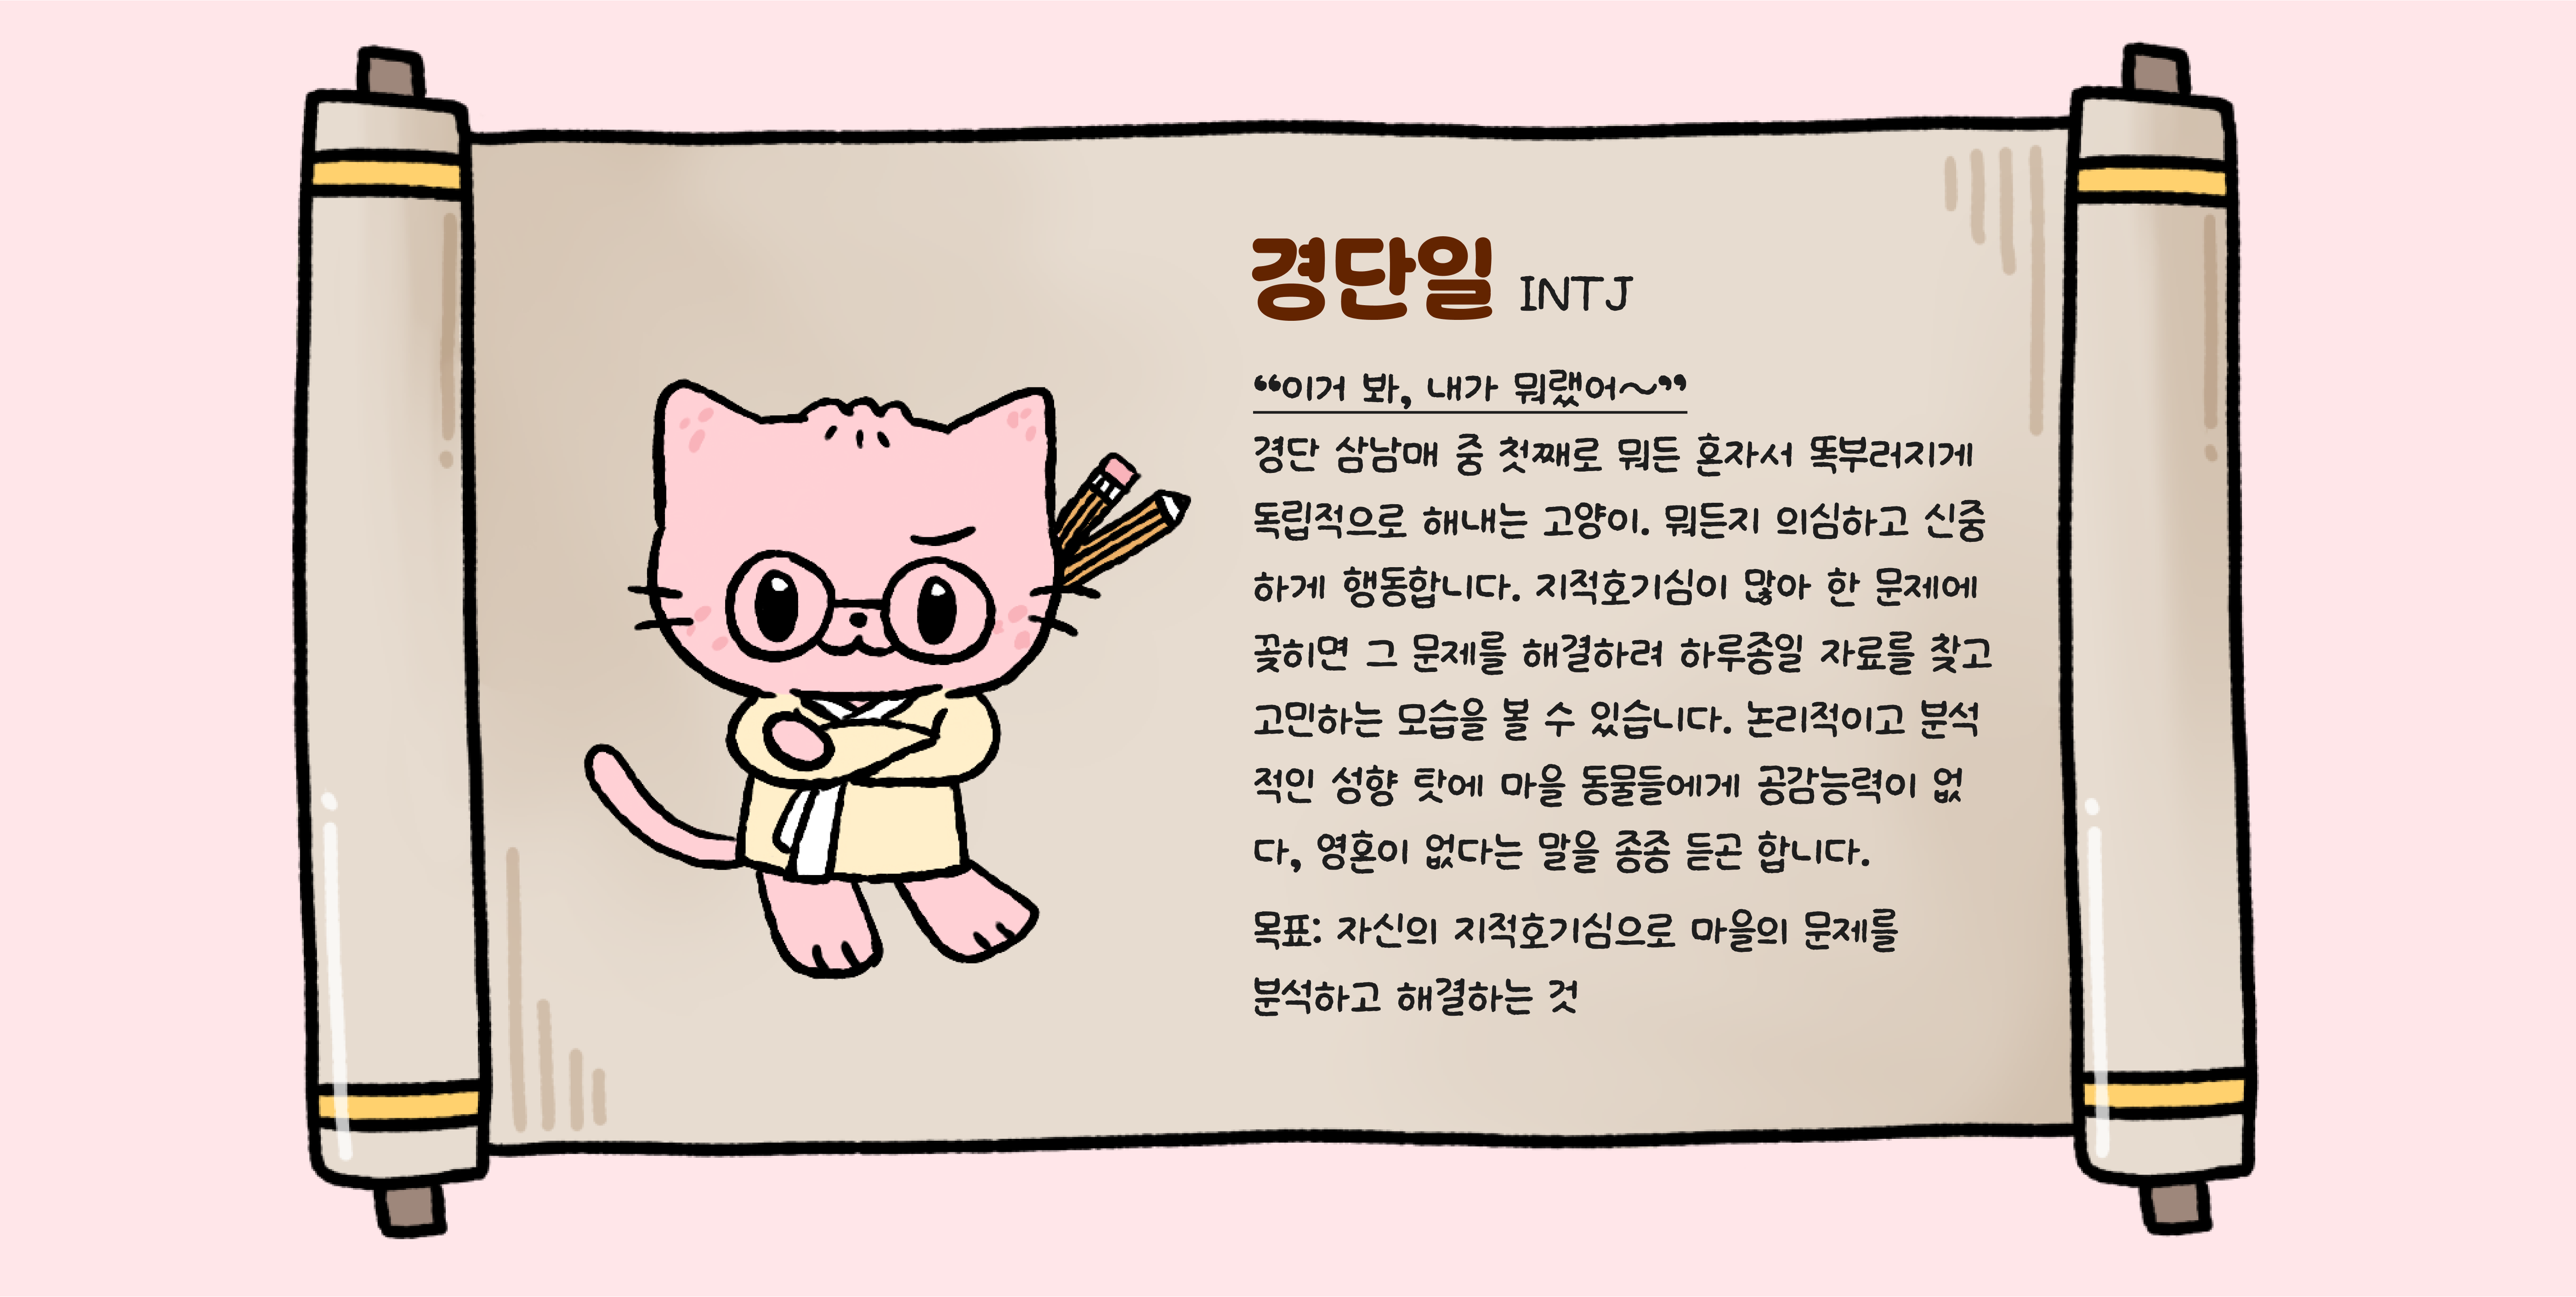 경단일 INTJ
“이거 봐, 내가 뭐랬어~”
경단 삼남매 중 첫째로 뭐든 혼자서 똑부러지게
독립적으로 해내는 고양이. 뭐든지 의심하고 신중
하게 행동합니다. 지적호기심이 많아 한 문제에
꽂히면 그 문제를 해결하려 하루종일 자료를 찾고
고민하는 모습을 볼 수 있습니다. 논리적이고 분석
적인 성향 탓에 마을 동물들에게 공감능력이 없
다, 영혼이 없다는 말을 종종 듣곤 합니다.
목표: 자신의 지적호기심으로 마을의 문제를
분석하고 해결하는 것